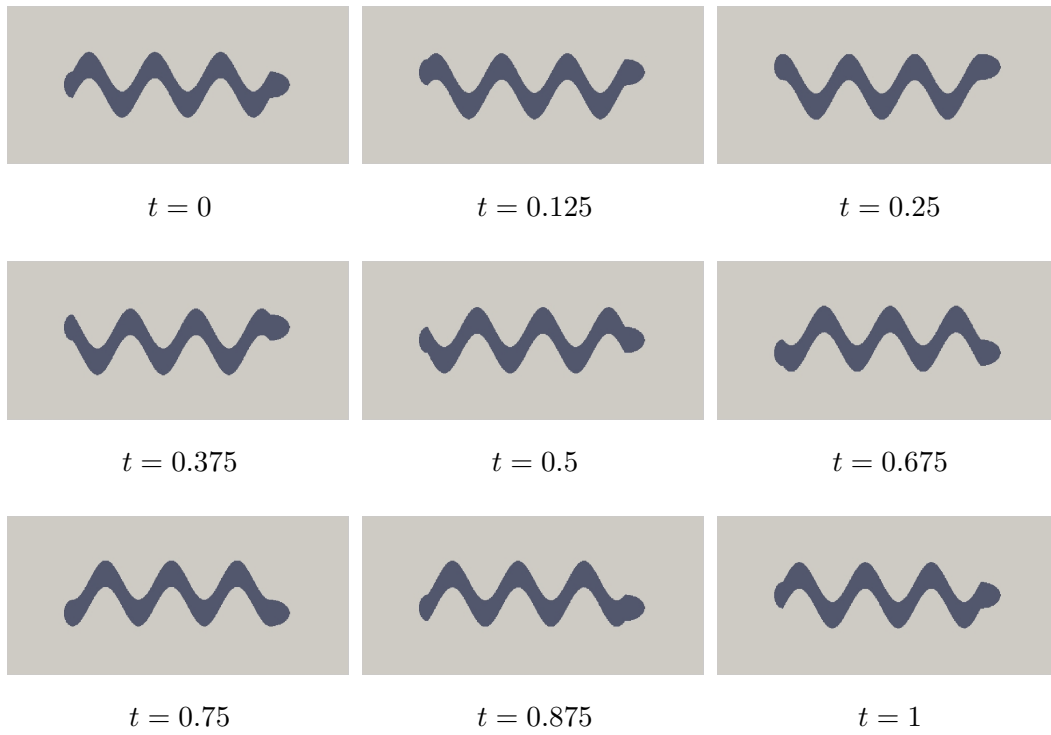 t = 0
t = 0.125
t = 0.25
t = 0.375
t = 0.5
t = 0.675
t = 0.75
t = 0.875
t = 1